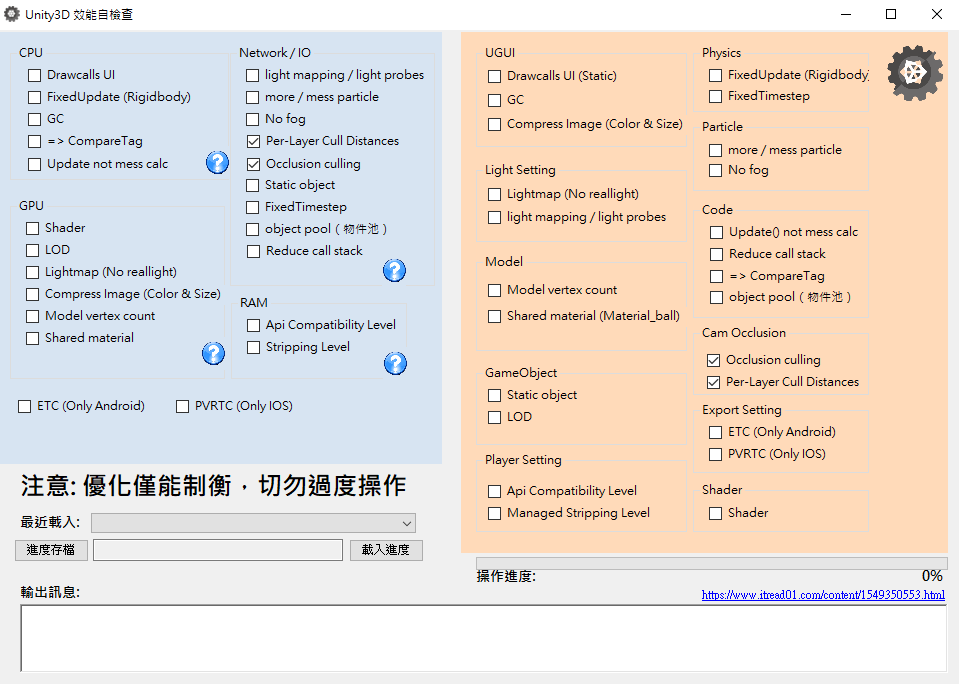 Unity3D 效能自檢查
CPU
Drawcalls UI
FixedUpdate (Rigidbody)
GC
=> CompareTag
Update not mess calc
GPU
Shader
LOD
Lightmap (No reallight)
Compress Image (Color & Size)
Model vertex count
Shared material
Network / IO
light mapping / light probes
more / mess particle
No fog
Per-Layer Cull Distances
Occlusion culling
Static object
FixedTimestep
object pool（物件池）
Reduce call stack
RAM
Api Compatibility Level
Stripping Level
ETC (Only Android)
PVRTC (Only IOS)
注意: 優化僅能制衡，切勿過度操作
最近載入:
進度存檔
載入進度
輸出訊息:
UGUI
Drawcalls UI (Static)
GC
Compress Image (Color & Size)
Light Setting
Lightmap (No reallight)
light mapping / light probes
Model
Model vertex count
Shared material (Material_ball)
GameObject
Static object
LOD
Player Setting
Api Compatibility Level
Managed Stripping Level
Physics
FixedUpdate (Rigidbody
FixedTimestep
Particle
more / mess particle
No fog
Code
Update() not mess calc
Reduce call stack
=> CompareTag
object pool（物件池）
Cam Occlusion
Occlusion culling
Per-Layer Cull Distances
Export Setting
ETC (Only Android)
PVRTC (Only IOS)
Shader
Shader
操作進度:
0%
https://www.itread01.com/content/1549350553.html